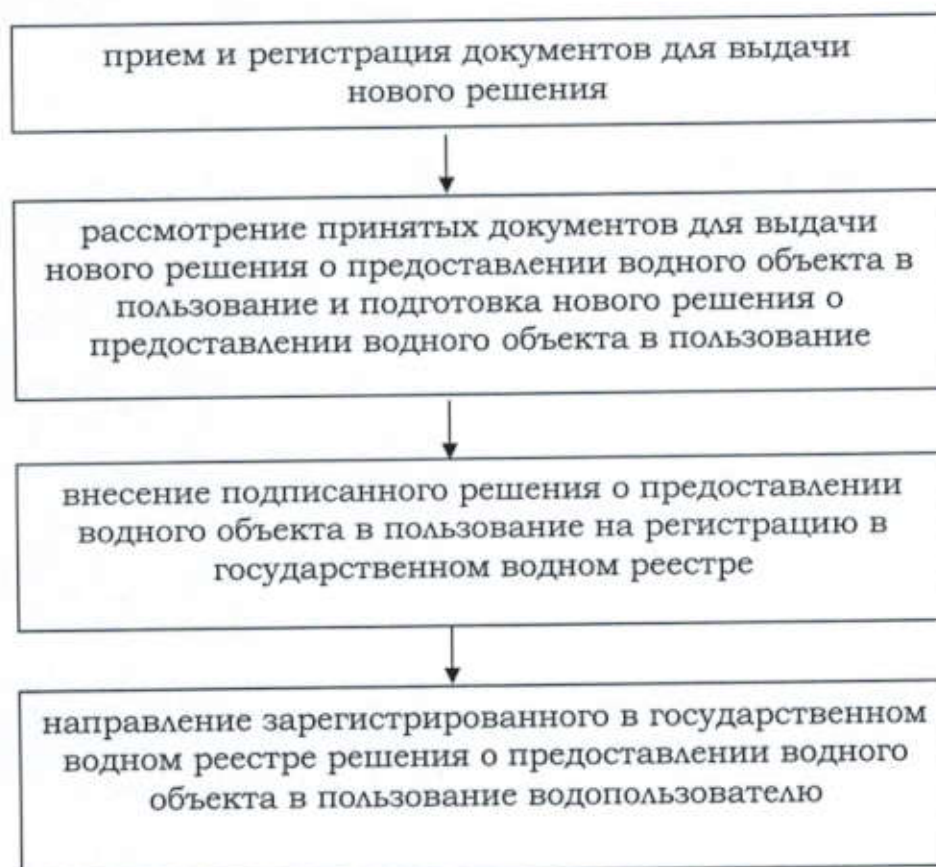 прием и регистрация документов для выдачи
нового решения
рассмотрение принятых документов для выдачи
нового решения о предоставлении водного объекта в
пользование и подготовка нового решения о
предоставлении водного объекта в пользование
внесение подписанного решения о предоставлении
водного объекта в пользование на регистрацию в
государственном водном реестре
направление зарегистрированного в государственном
водном реестре решения о предоставлении водного
объекта в пользование водопользователю